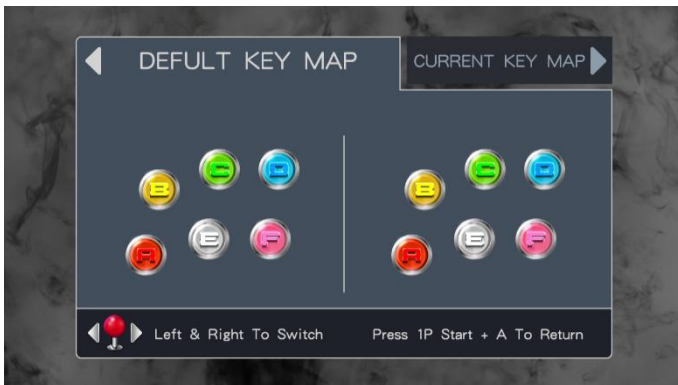 DEFULT KEY MAP
CURRENT KEY MAP
B C D B C D
A E F A E F
Left & Right To Switch
Press 1P Start + A To Return